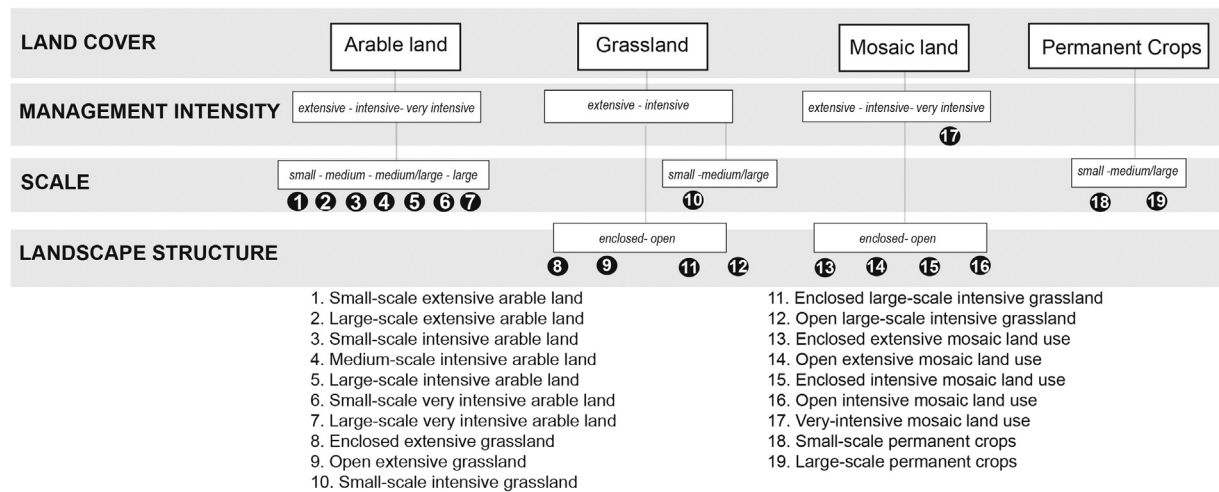 LAND COVER
Arable land
Grassland
Mosaic land
Permanent Crops
MANAGEMENT INTENSITY
extensive - intensive- very intensive
extensive - intensive
extensive - intensive- very intensive
17
SCALE
small - medium - medium/large - large
small -medium/large
small -medium/large
1 2 3 4 5 6 7
10
18 19
LANDSCAPE STRUCTURE
enclosed- open
enclosed- open
8 9 11 12
13 14 15 16
1. Small-scale extensive arable land
2. Large-scale extensive arable land
3. Small-scale intensive arable land
4. Medium-scale intensive arable land
5. Large-scale intensive arable land
6. Small-scale very intensive arable land
7. Large-scale very intensive arable land
8. Enclosed extensive grassland
9. Open extensive grassland
10. Small-scale intensive grassland
11. Enclosed large-scale intensive grassland
12. Open large-scale intensive grassland
13. Enclosed extensive mosaic land use
14. Open extensive mosaic land use
15. Enclosed intensive mosaic land use
16. Open intensive mosaic land use
17. Very-intensive mosaic land use
18. Small-scale permanent crops
19. Large-scale permanent crops